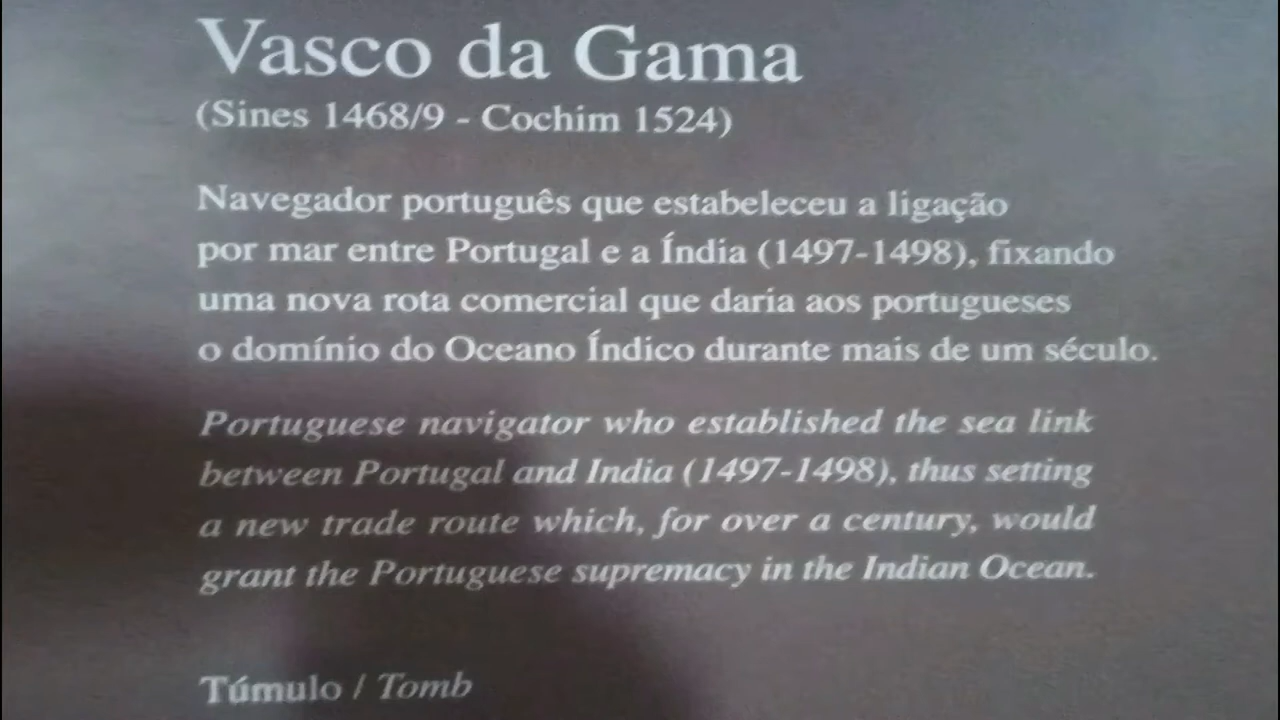 Vasco da Gama
(Sines 1468/9 - Cochim 1524)
Navegador português que estabeleceu a ligação
por mar entre Portugal e a Índia (1497-1498), fixando
uma nova rota comercial que daria aos portugueses
o domínio do Oceano Índico durante mais de um século.
Portuguese navigator who established the sea link
between Portugal and India (1497-1498), thus setting
a new trade route which, for over a century, would
grant the Portuguese supremacy in the Indian Ocean.
Túmulo / Tomb